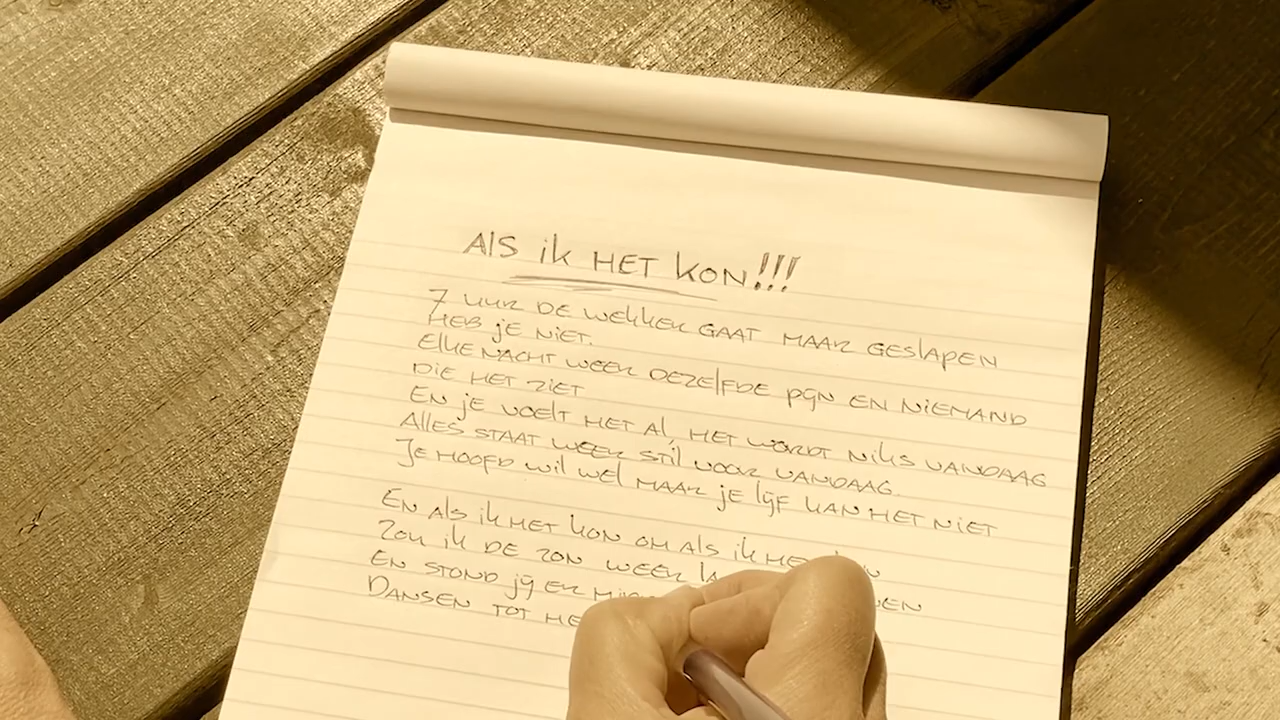 Als ik HET kon!!!
7 uur de wekker gaat maar geslapen
heb je niet.
Elke nacht weer dezelfde pijn en niemand
die het ziet
En je voelt het al, het wordt niks vandaag
Alles staat weer stil voor vandaag.
Je hoofd wil wel maar je lijf kan het niet
En als ik het kon oh als ik het
Zou ik de zon weer
En stond jij er
Dansen tot